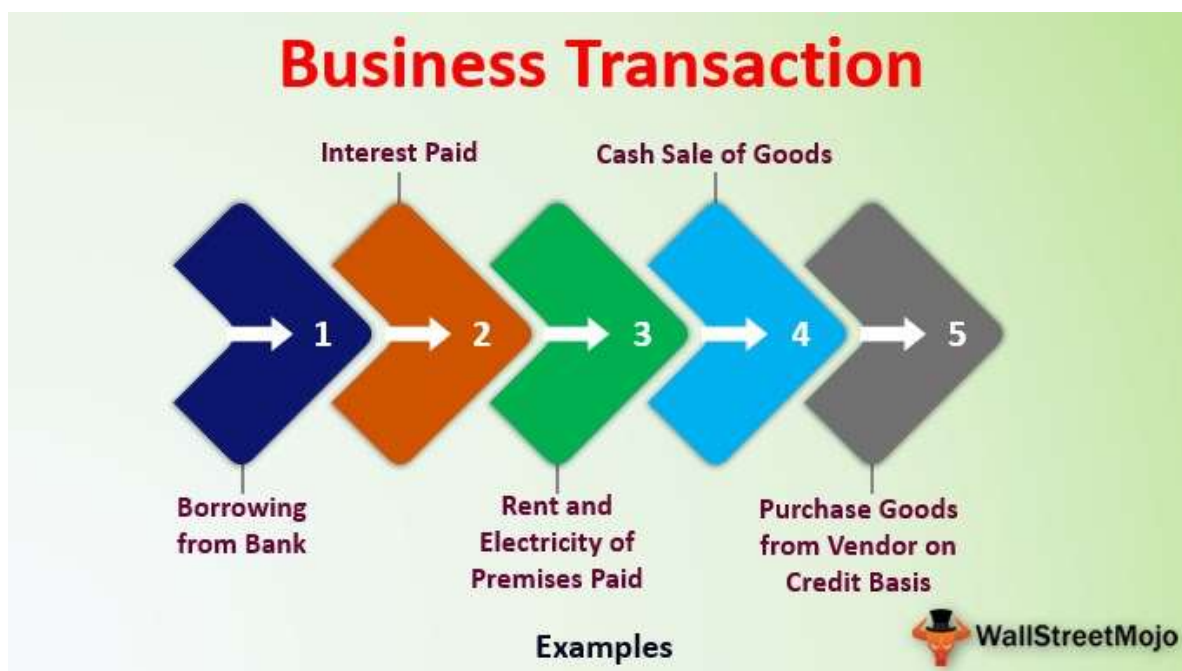 Business Transaction
Interest Paid
Cash Sale of Goods
1
2
3
4
5
Borrowing
from Bank
Rent and
Electricity of
Premises Paid
Purchase Goods
from Vendor on
Credit Basis
Examples
WallStreetMojo